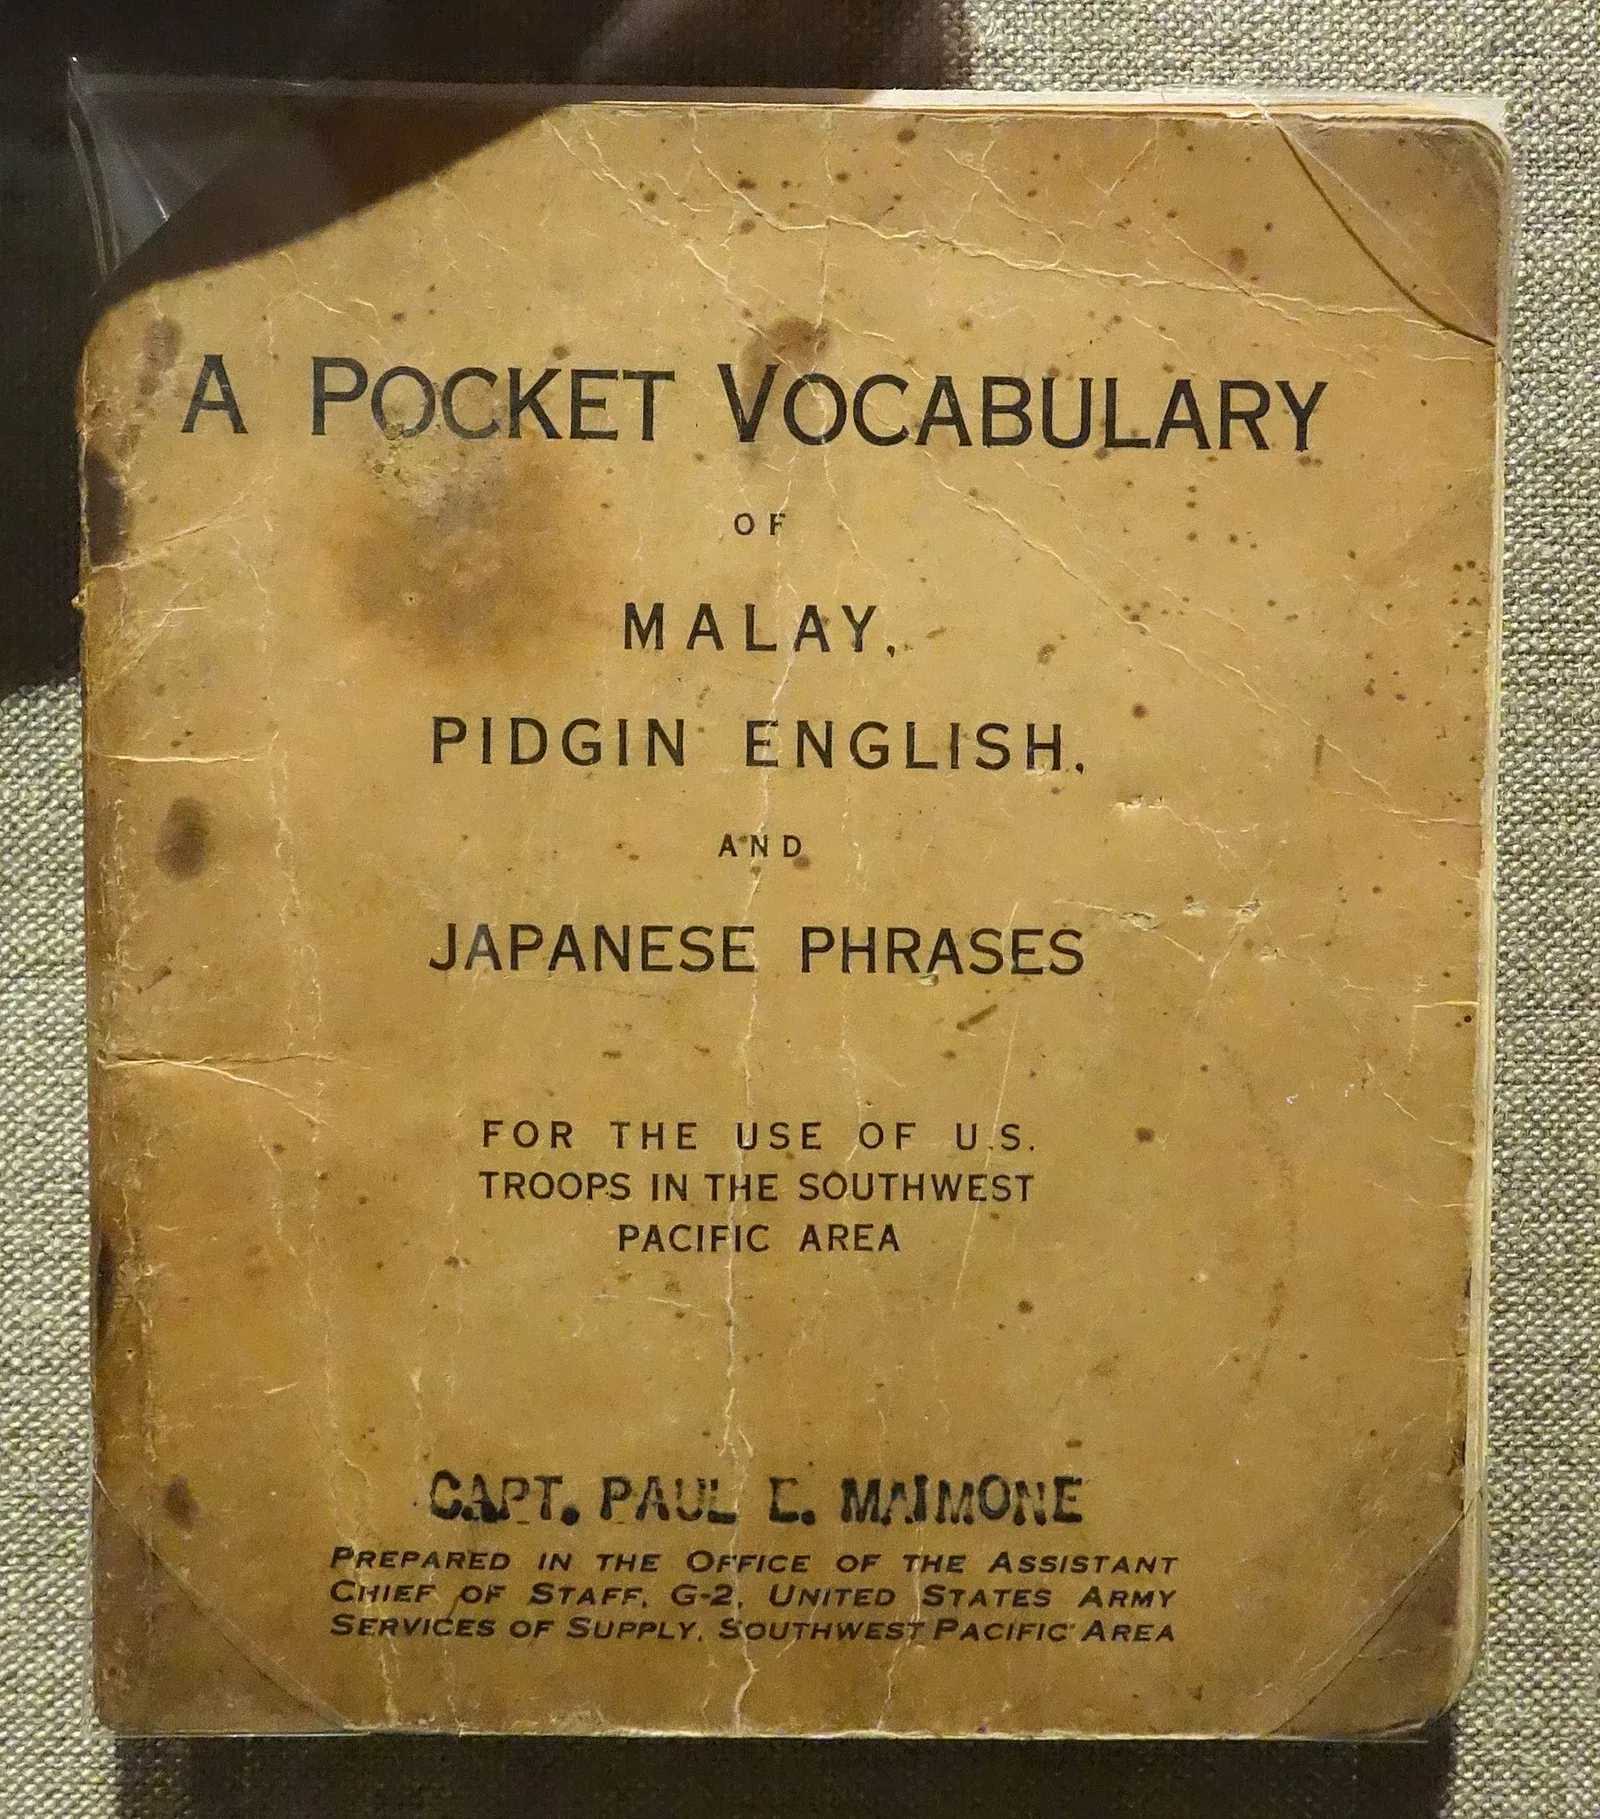 A POCKET VOCABULARY
OF
MALAY,
PIDGIN ENGLISH,
AND
JAPANESE PHRASES
FOR THE USE OF U.S.
TROOPS IN THE SOUTHWEST
PACIFIC AREA
CAPT. PAUL E. MAIMONE
PREPARED IN THE OFFICE OF THE ASSISTANT
CHIEF OF STAFF, G-2, UNITED STATES ARMY
SERVICES OF SUPPLY, SOUTHWEST PACIFIC AREA